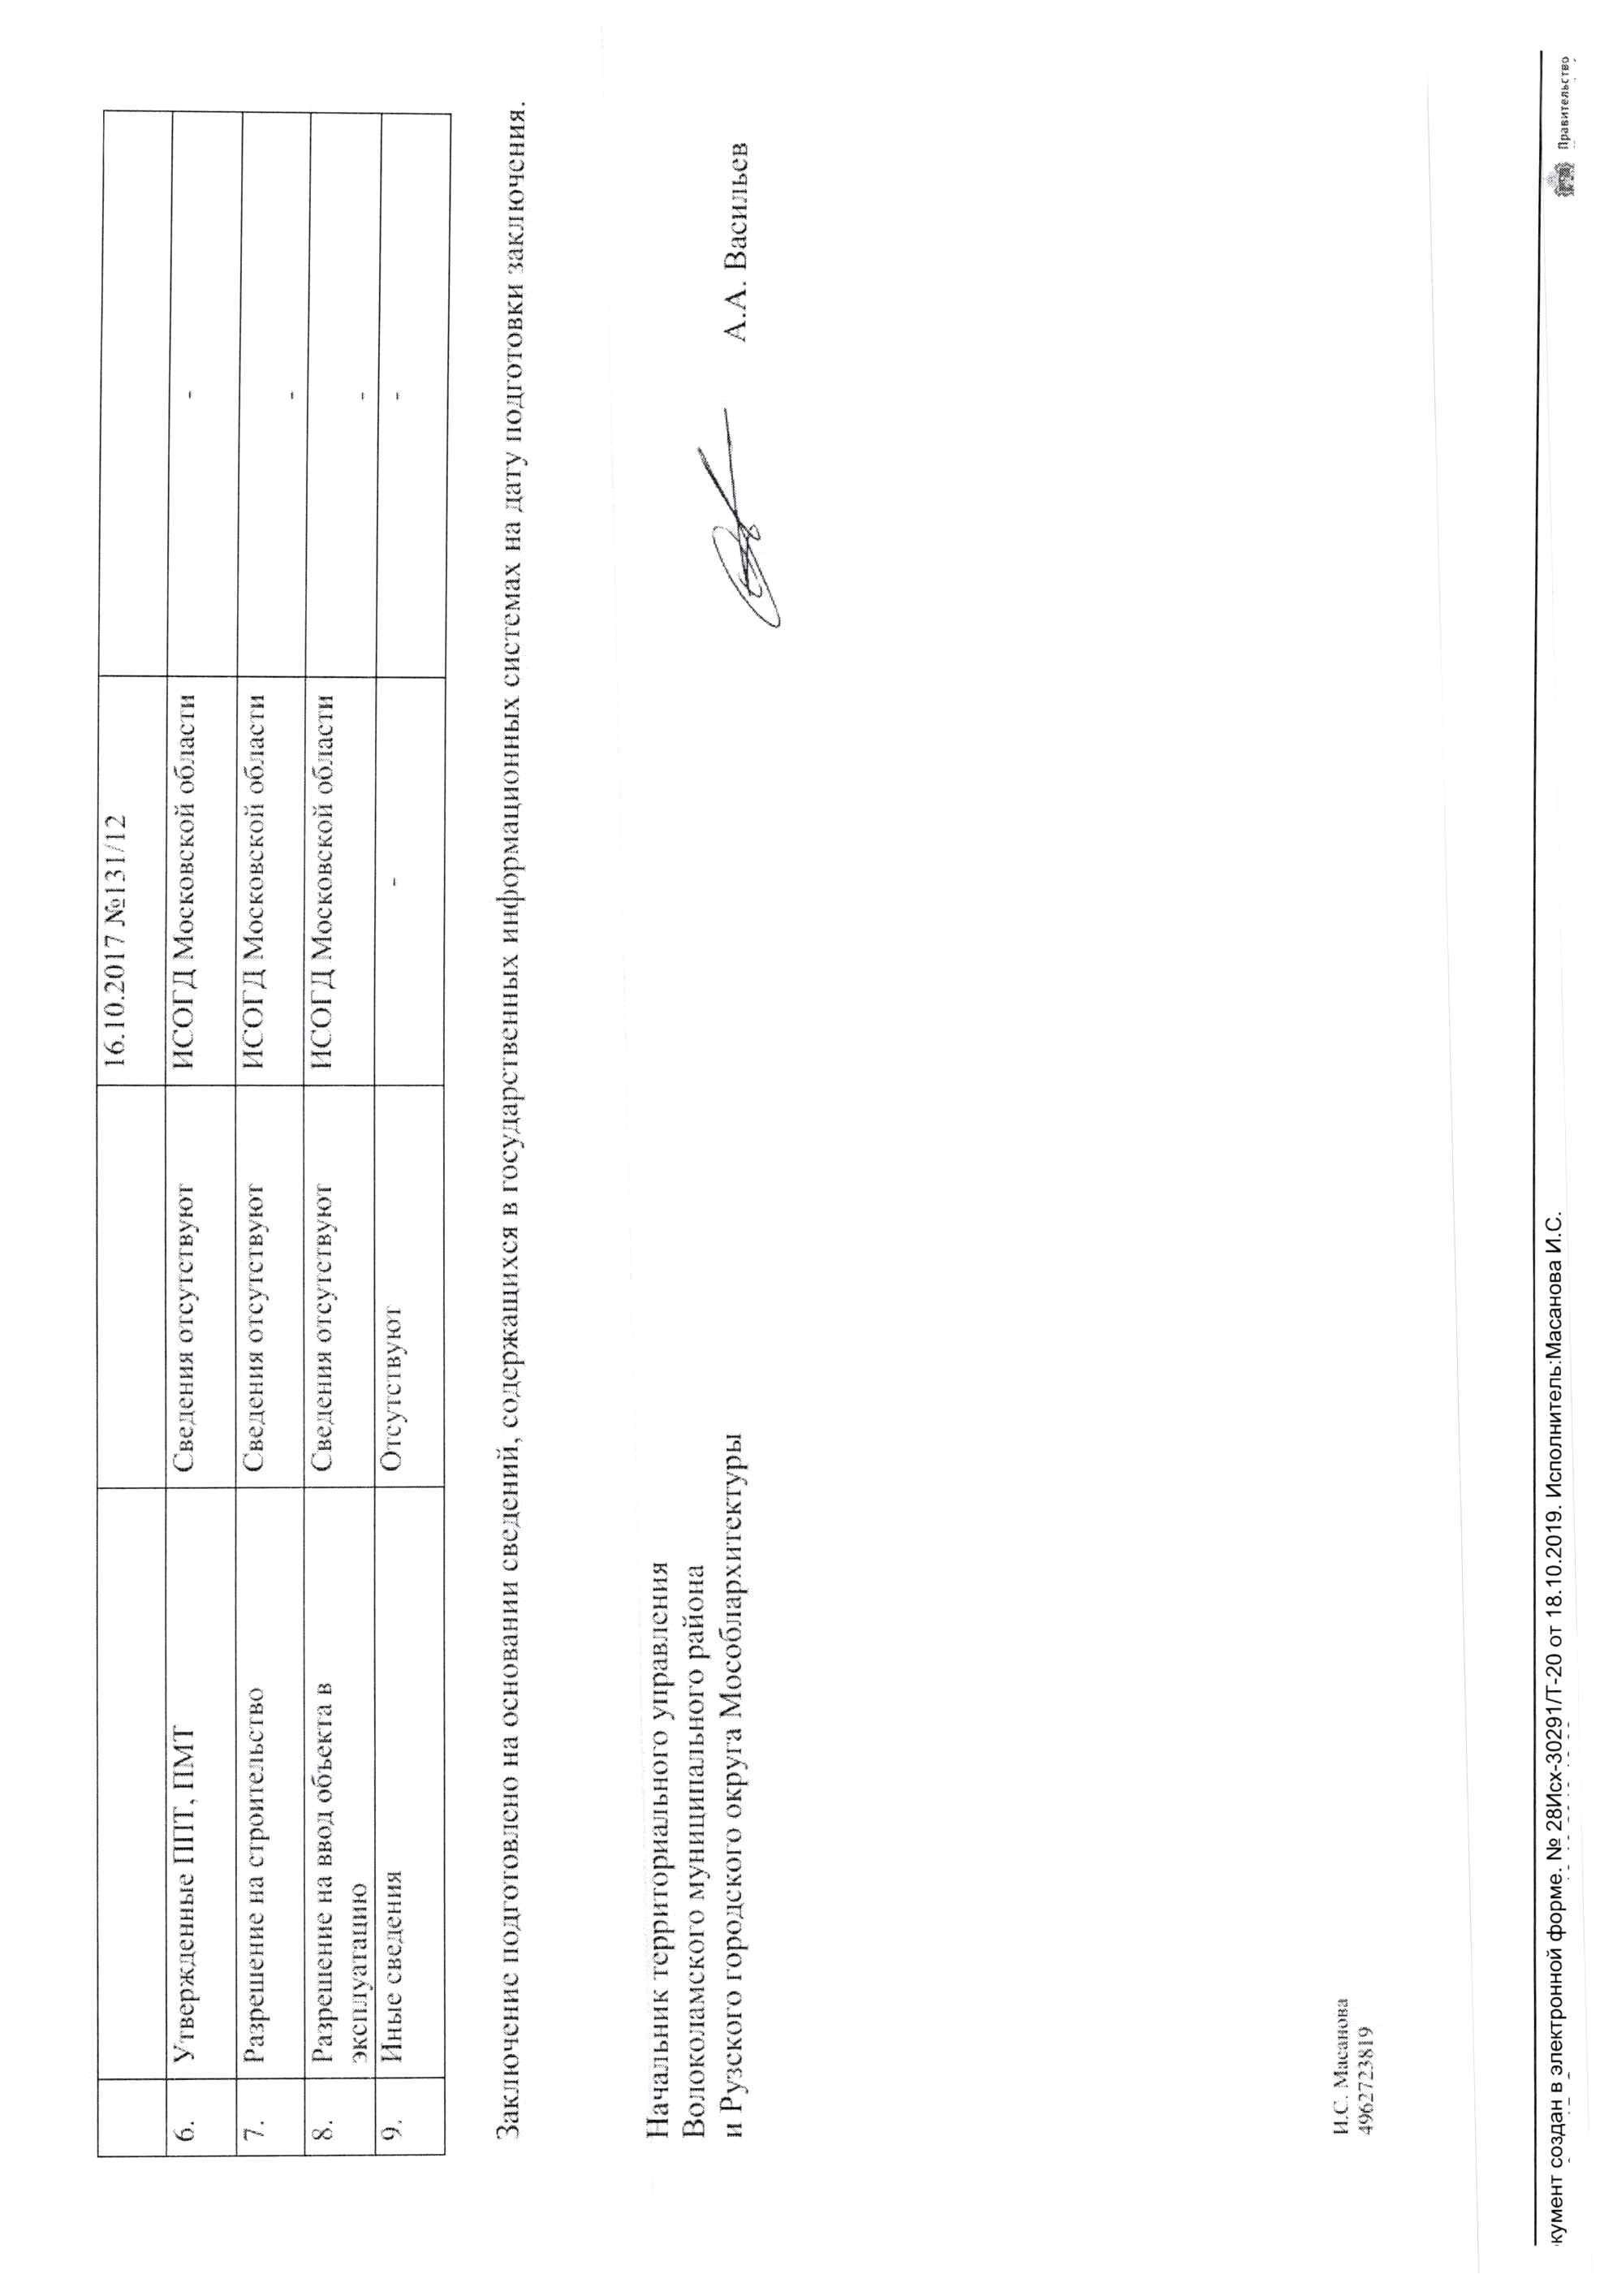 16.10.2017 №131/12
6. Утвержденные ППТ, ПМТ Сведения отсутствуют ИСОГД Московской области -
7. Разрешение на строительство Сведения отсутствуют ИСОГД Московской области -
8. Разрешение на ввод объекта в Сведения отсутствуют ИСОГД Московской области -
эксплуатацию
9. Иные сведения Отсутствуют - -
Заключение подготовлено на основании сведений, содержащихся в государственных информационных системах на дату подготовки заключения.
Начальник территориального управления
Волоколамского муниципального района
и Рузского городского округа Мособлархитектуры А.А. Васильев
И.С. Масанова
4962723819
кумент создан в электронной форме. № 28Исх-30291/Т-20 от 18.10.2019. Исполнитель:Масанова И.С.
Правительство